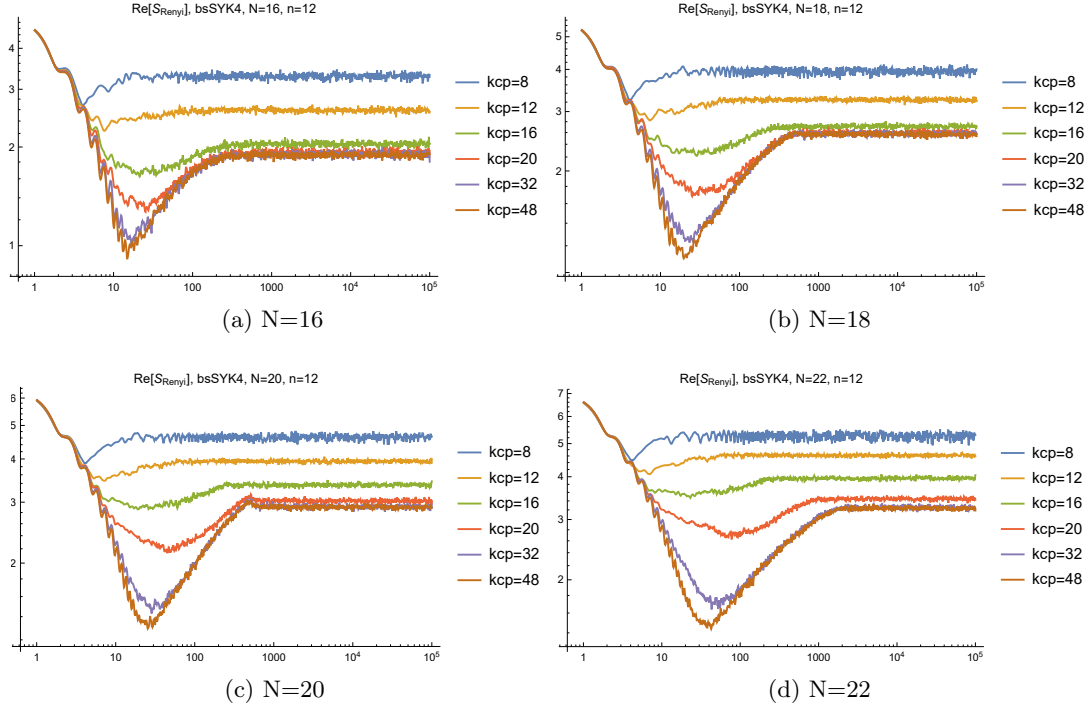 Re[S_Renyi], bsSYK4, N=16, n=12
4
3
2
1
1
10
100
1000
10^4
10^5
kcp=8
kcp=12
kcp=16
kcp=20
kcp=32
kcp=48
(a) N=16
Re[S_Renyi], bsSYK4, N=18, n=12
5
4
3
2
1
10
100
1000
10^4
10^5
kcp=8
kcp=12
kcp=16
kcp=20
kcp=32
kcp=48
(b) N=18
Re[S_Renyi], bsSYK4, N=20, n=12
6
5
4
3
2
1
10
100
1000
10^4
10^5
kcp=8
kcp=12
kcp=16
kcp=20
kcp=32
kcp=48
(c) N=20
Re[S_Renyi], bsSYK4, N=22, n=12
7
6
5
4
3
2
1
10
100
1000
10^4
10^5
kcp=8
kcp=12
kcp=16
kcp=20
kcp=32
kcp=48
(d) N=22